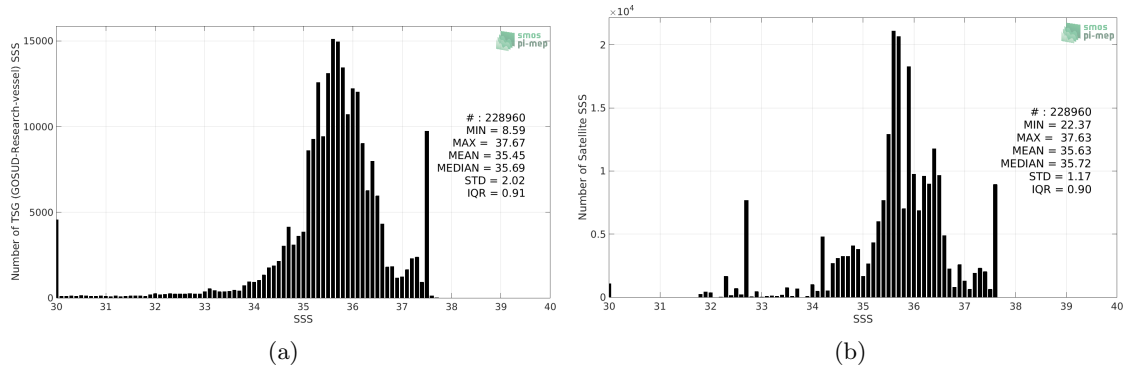 smos
pi-mep
Number of TSG (GOSUD-Research-vessel) SSS
15000
10000
5000
0
# : 228960
MIN = 8.59
MAX = 37.67
MEAN = 35.45
MEDIAN = 35.69
STD = 2.02
IQR = 0.91
30 31 32 33 34 35 36 37 38 39 40
SSS
(a)
×10⁴
smos
pi-mep
Number of Satellite SSS
2
1.5
1
0.5
0
# : 228960
MIN = 22.37
MAX = 37.63
MEAN = 35.63
MEDIAN = 35.72
STD = 1.17
IQR = 0.90
30 31 32 33 34 35 36 37 38 39 40
SSS
(b)